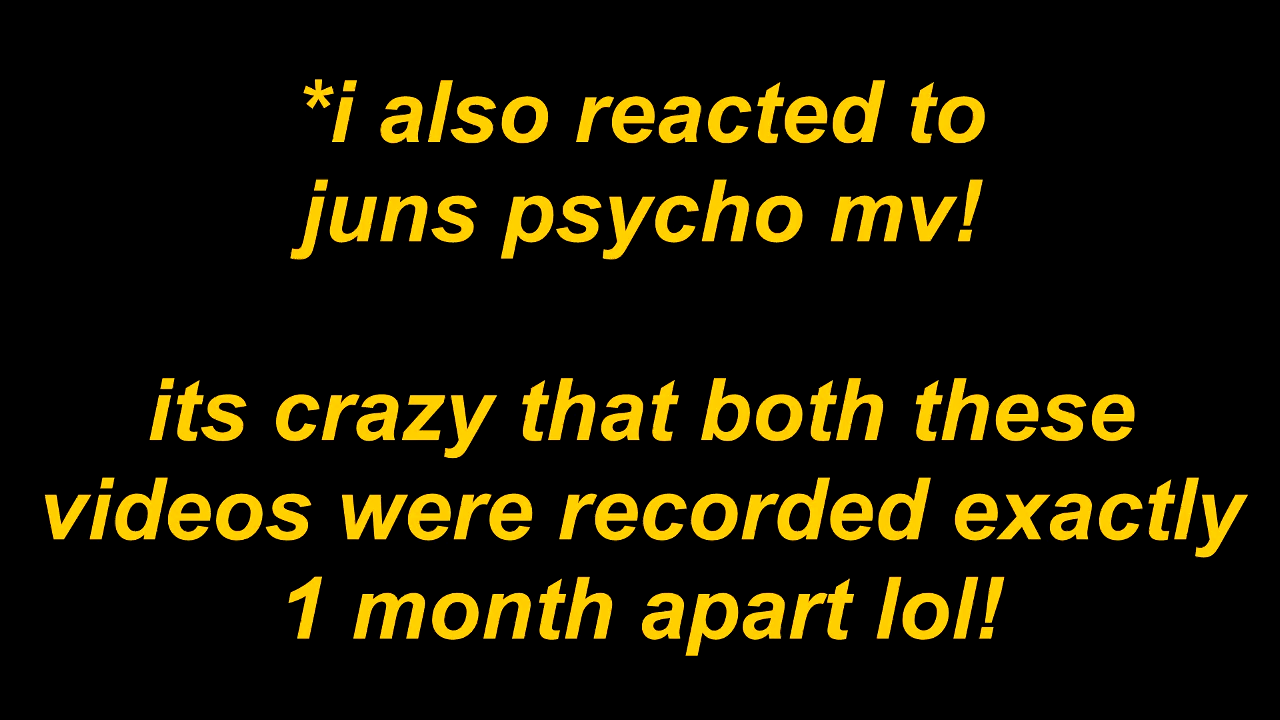 *i also reacted to
juns psycho mv!
its crazy that both these
videos were recorded exactly
1 month apart lol!